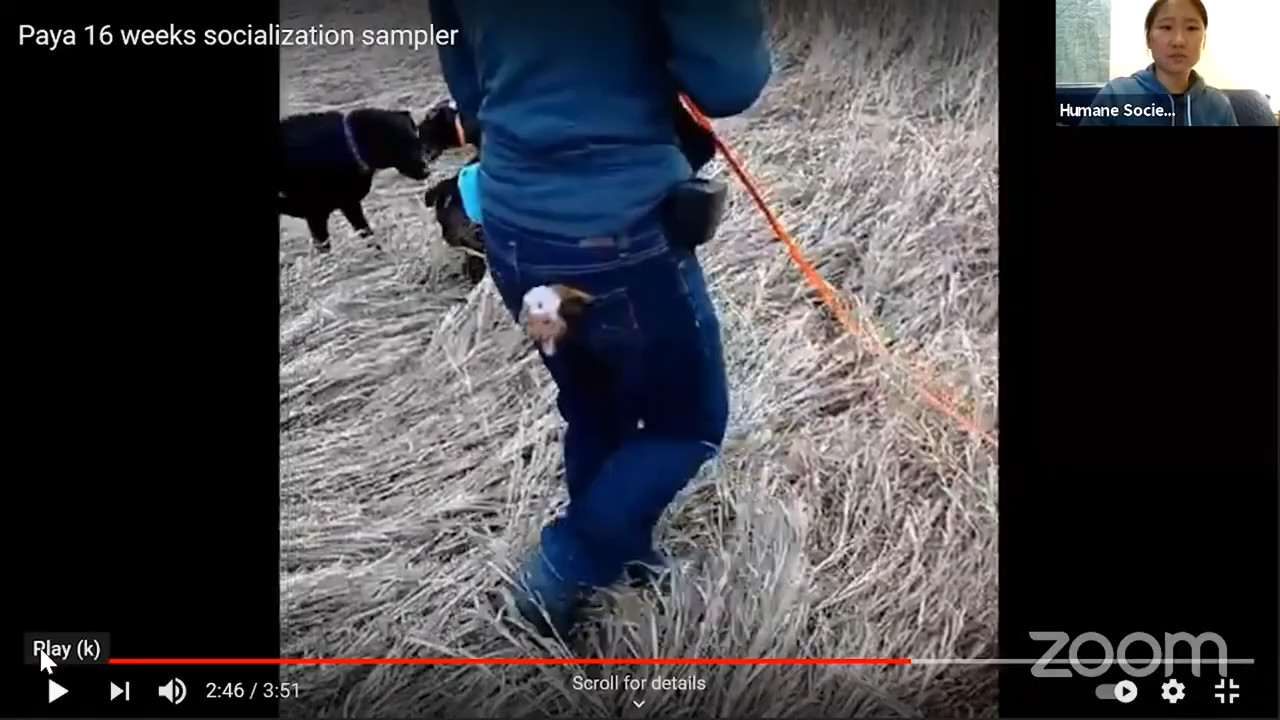 Paya 16 weeks socialization sampler
Humane Socie...
Play (k)
zoom
2:46 / 3:51
Scroll for details